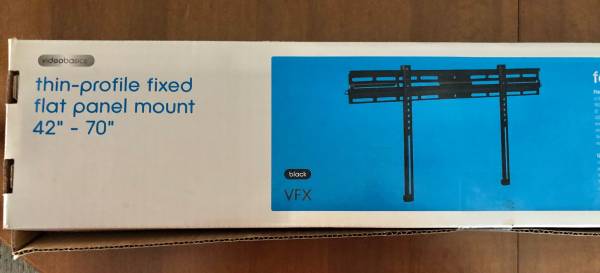 videobasics
thin-profile fixed
flat panel mount
42" - 70"
black
VFX